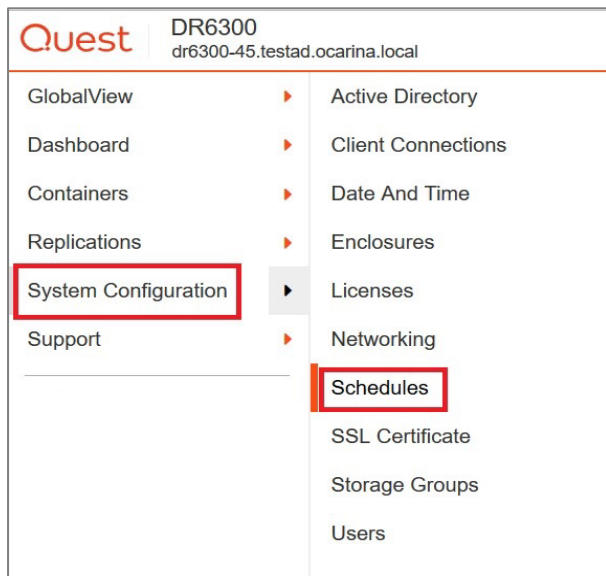 Quest
DR6300
dr6300-45.testad.ocarina.local
GlobalView
Dashboard
Containers
Replications
System Configuration
Support
Active Directory
Client Connections
Date And Time
Enclosures
Licenses
Networking
Schedules
SSL Certificate
Storage Groups
Users